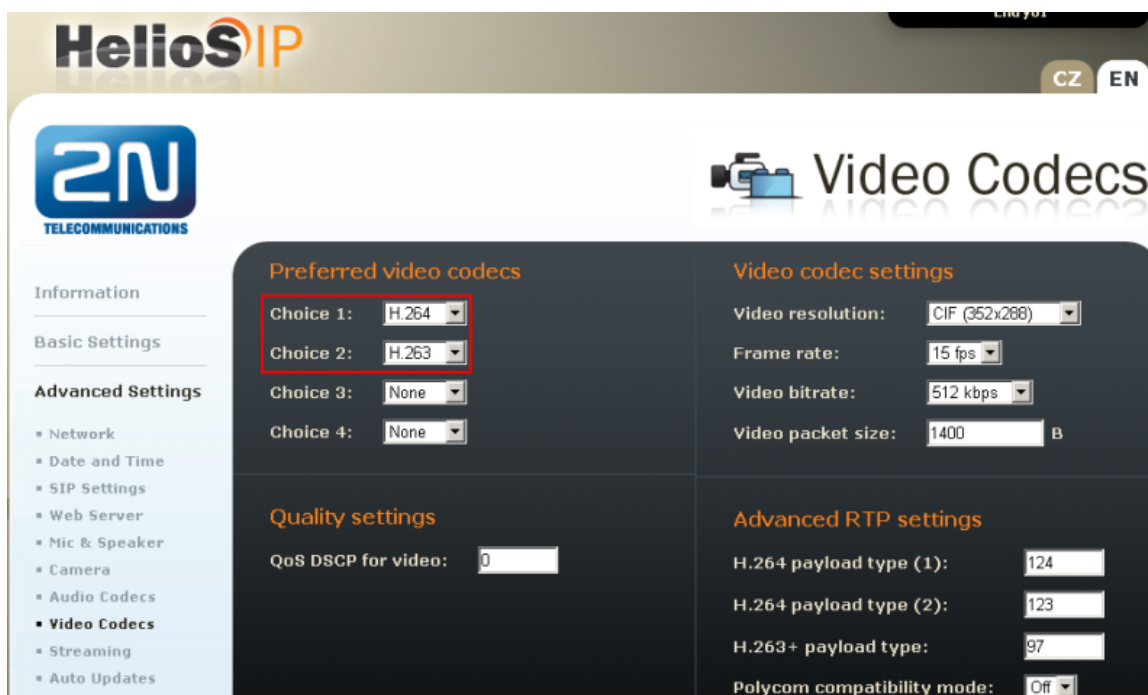 HelioS IP
CZ EN
2N
TELECOMMUNICATIONS
Video Codecs
Information
Basic Settings
Advanced Settings
Network
Date and Time
SIP Settings
Web Server
Mic & Speaker
Camera
Audio Codecs
Video Codecs
Streaming
Auto Updates
Preferred video codecs
Choice 1: H.264
Choice 2: H.263
Choice 3: None
Choice 4: None
Video codec settings
Video resolution: CIF (352x288)
Frame rate: 15 fps
Video bitrate: 512 kbps
Video packet size: 1400 B
Quality settings
QoS DSCP for video: 0
Advanced RTP settings
H.264 payload type (1): 124
H.264 payload type (2): 123
H.263+ payload type: 97
Polycom compatibility mode: Off